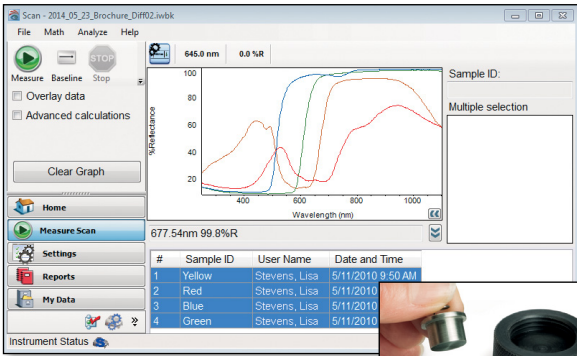 Scan - 2014_05_23_Brochure_Diff02.iwbk
File Math Analyze Help
STOP
Measure Baseline Stop
Overlay data
Advanced calculations
Clear Graph
Home
Measure Scan
Settings
Reports
My Data
Instrument Status
645.0 nm 0.0 %R
%Reflectance
100
80
60
40
20
400 600 800 1000
Wavelength (nm)
677.54nm 99.8%R
Sample ID:
Multiple selection
# Sample ID User Name Date and Time
1 Yellow Stevens, Lisa 5/11/2010 9:50 AM
2 Red Stevens, Lisa 5/11/2010
3 Blue Stevens, Lisa 5/11/2010
4 Green Stevens, Lisa 5/11/2010